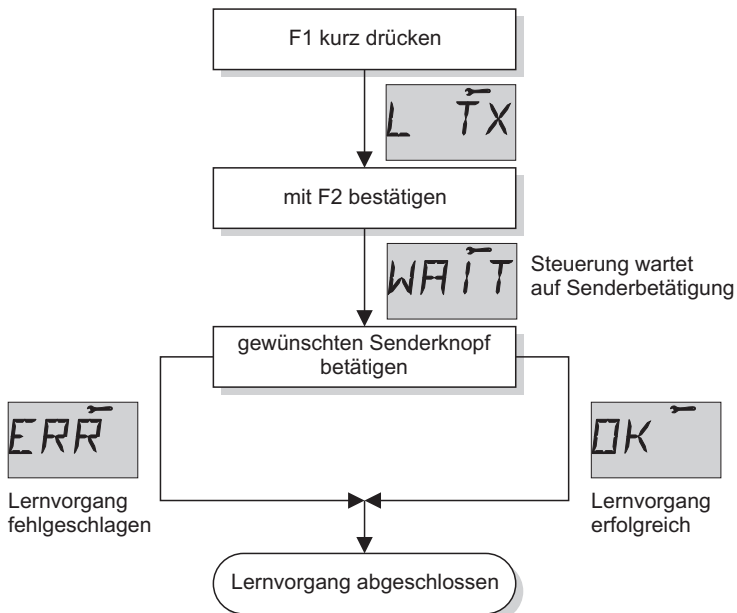 F1 kurz drücken
L TX
mit F2 bestätigen
WAIT
Steuerung wartet
auf Senderbetätigung
gewünschten Senderknopf
betätigen
ERR
OK
Lernvorgang
fehlgeschlagen
Lernvorgang
erfolgreich
Lernvorgang abgeschlossen